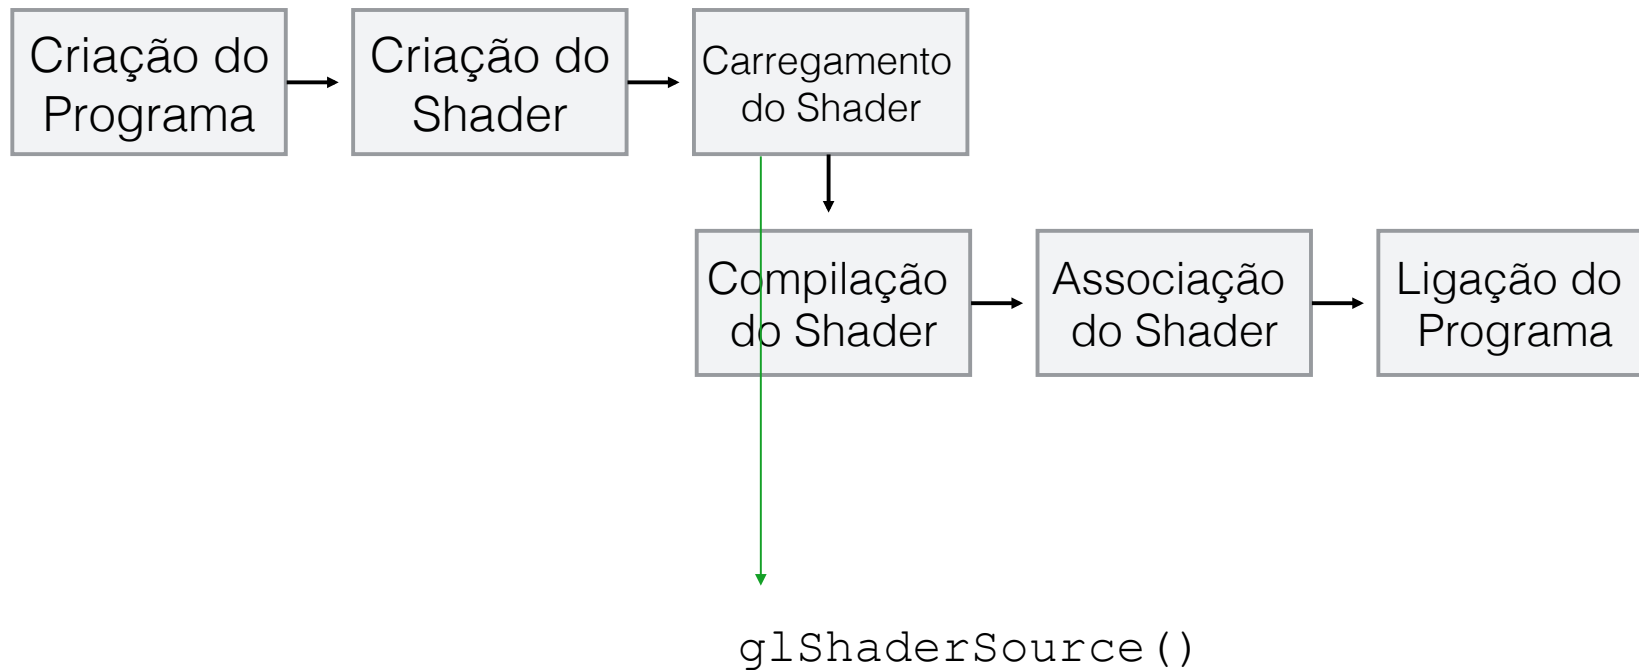 Criação do
Programa
Criação do
Shader
Carregamento
do Shader
Compilação
do Shader
Associação
do Shader
Ligação do
Programa
glShaderSource()